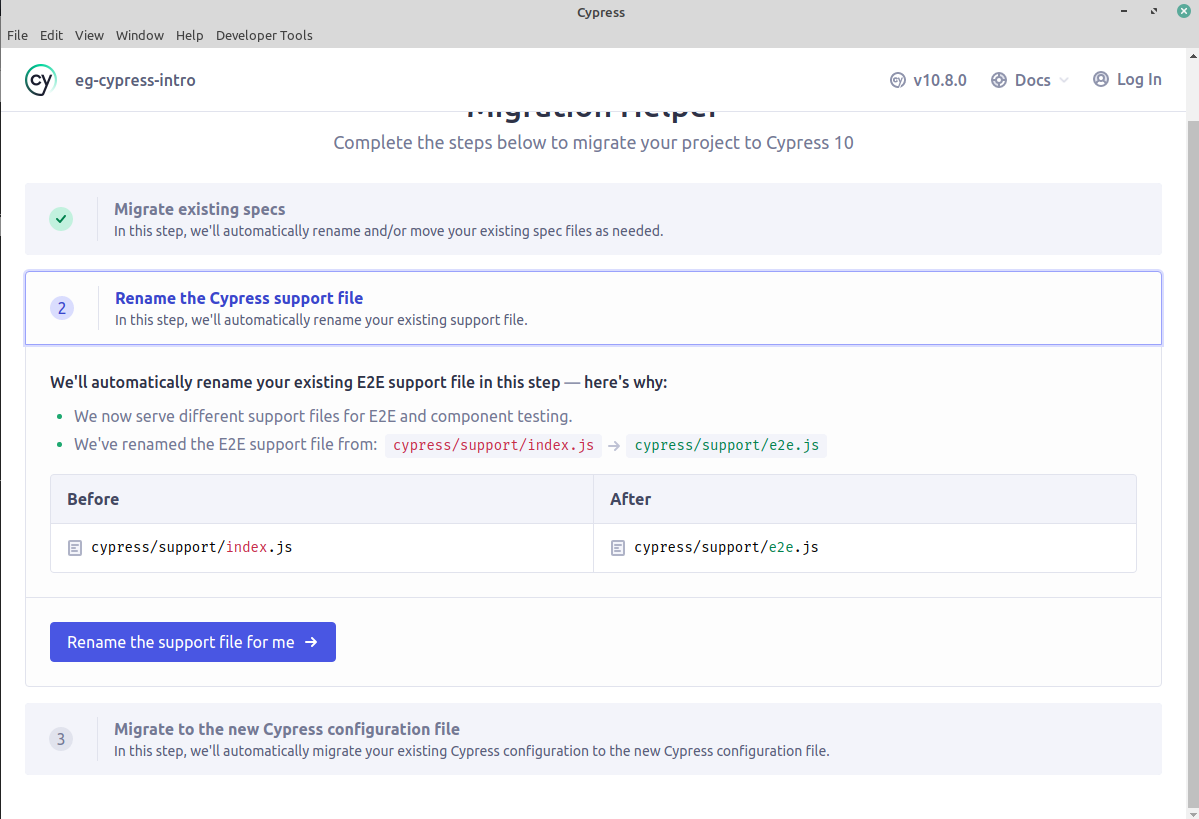 Cypress
File Edit View Window Help Developer Tools
cy eg-cypress-intro v10.8.0 Docs Log In
Migration Helper
Complete the steps below to migrate your project to Cypress 10
Migrate existing specs
In this step, we'll automatically rename and/or move your existing spec files as needed.
2
Rename the Cypress support file
In this step, we'll automatically rename your existing support file.
We'll automatically rename your existing E2E support file in this step — here's why:
We now serve different support files for E2E and component testing.
We've renamed the E2E support file from: cypress/support/index.js → cypress/support/e2e.js
Before After
cypress/support/index.js cypress/support/e2e.js
Rename the support file for me →
3
Migrate to the new Cypress configuration file
In this step, we'll automatically migrate your existing Cypress configuration to the new Cypress configuration file.